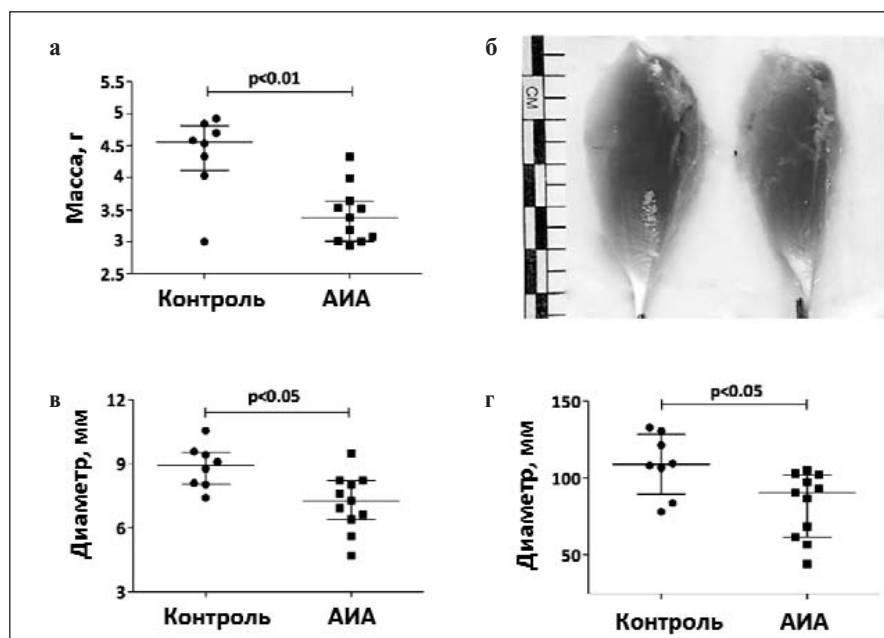 а
p<0.01
5.5
5
4.5
4
3.5
3
2.5
Масса, г
Контроль
АИА
б
СМ
в
p<0.05
12
9
6
3
Диаметр, мм
Контроль
АИА
г
p<0.05
150
100
50
Диаметр, мм
Контроль
АИА